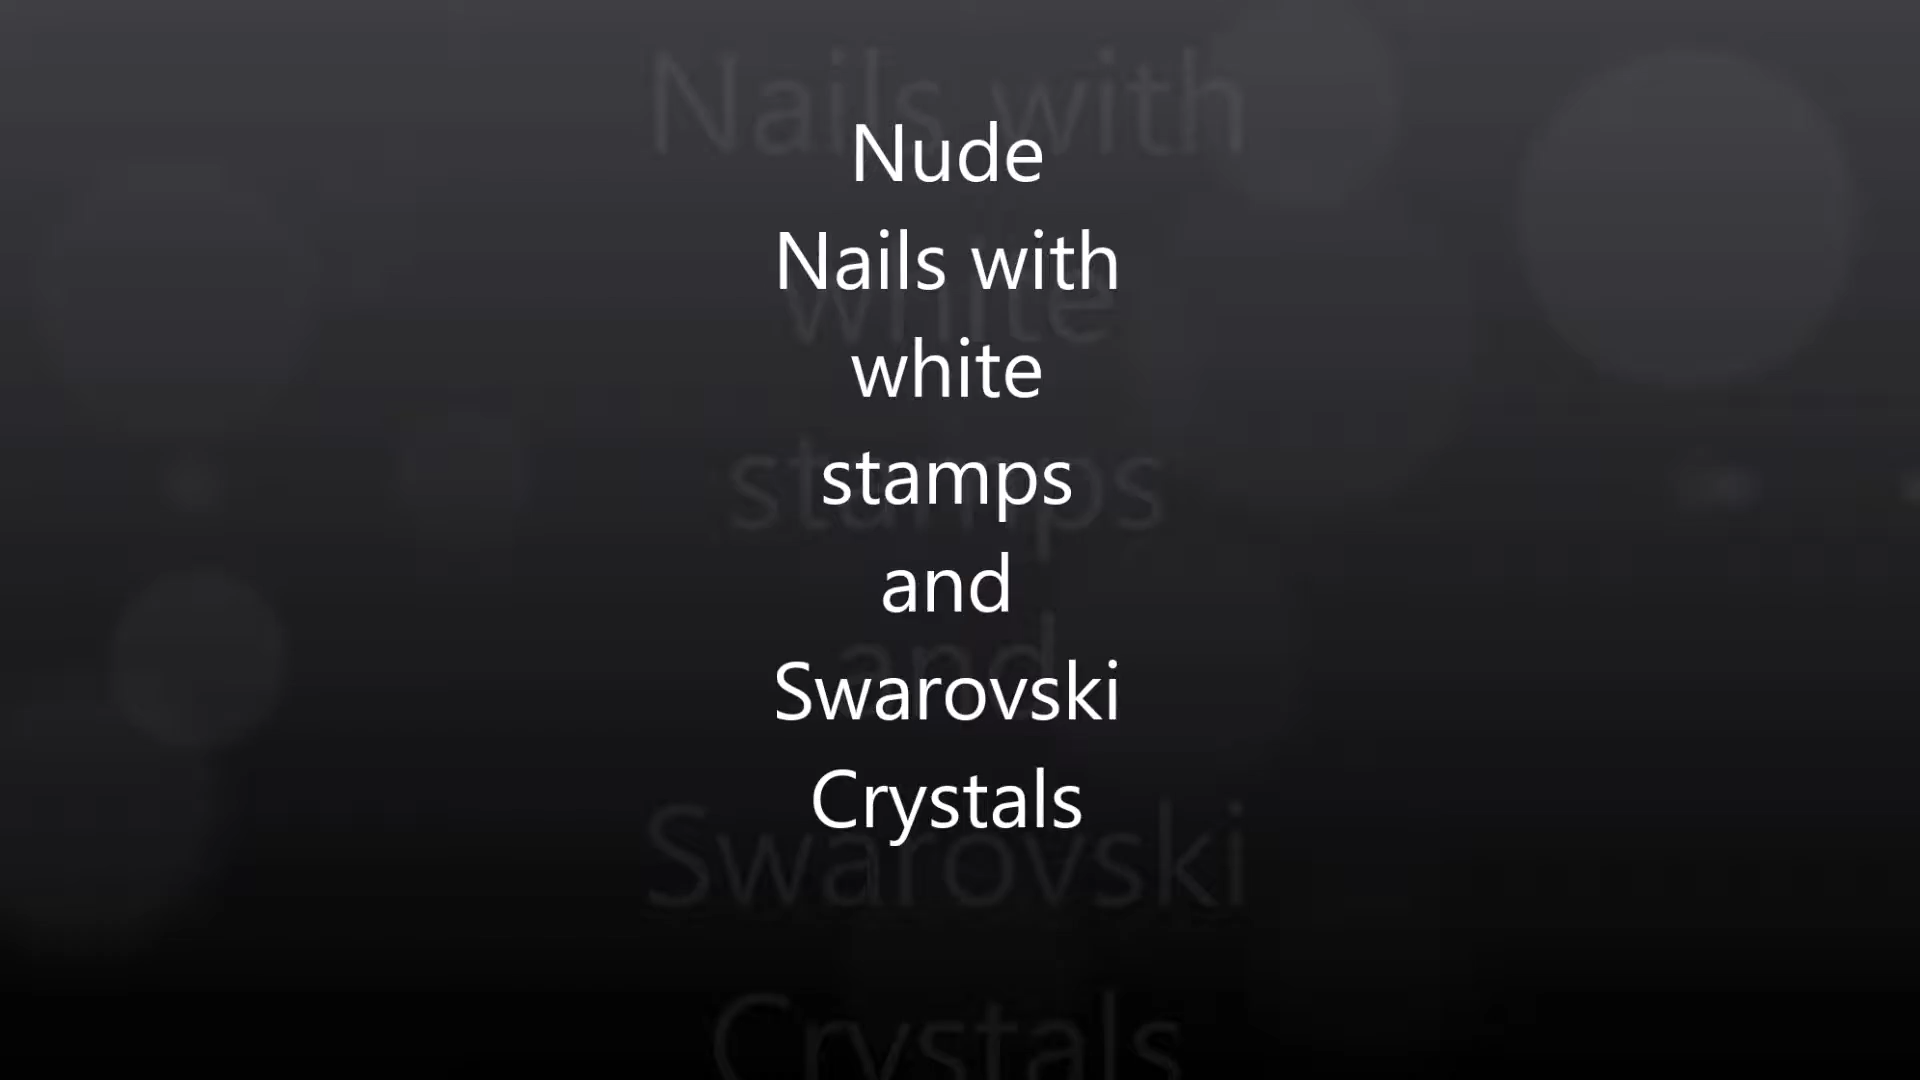 Nude
Nails with
white
stamps
and
Swarovski
Crystals